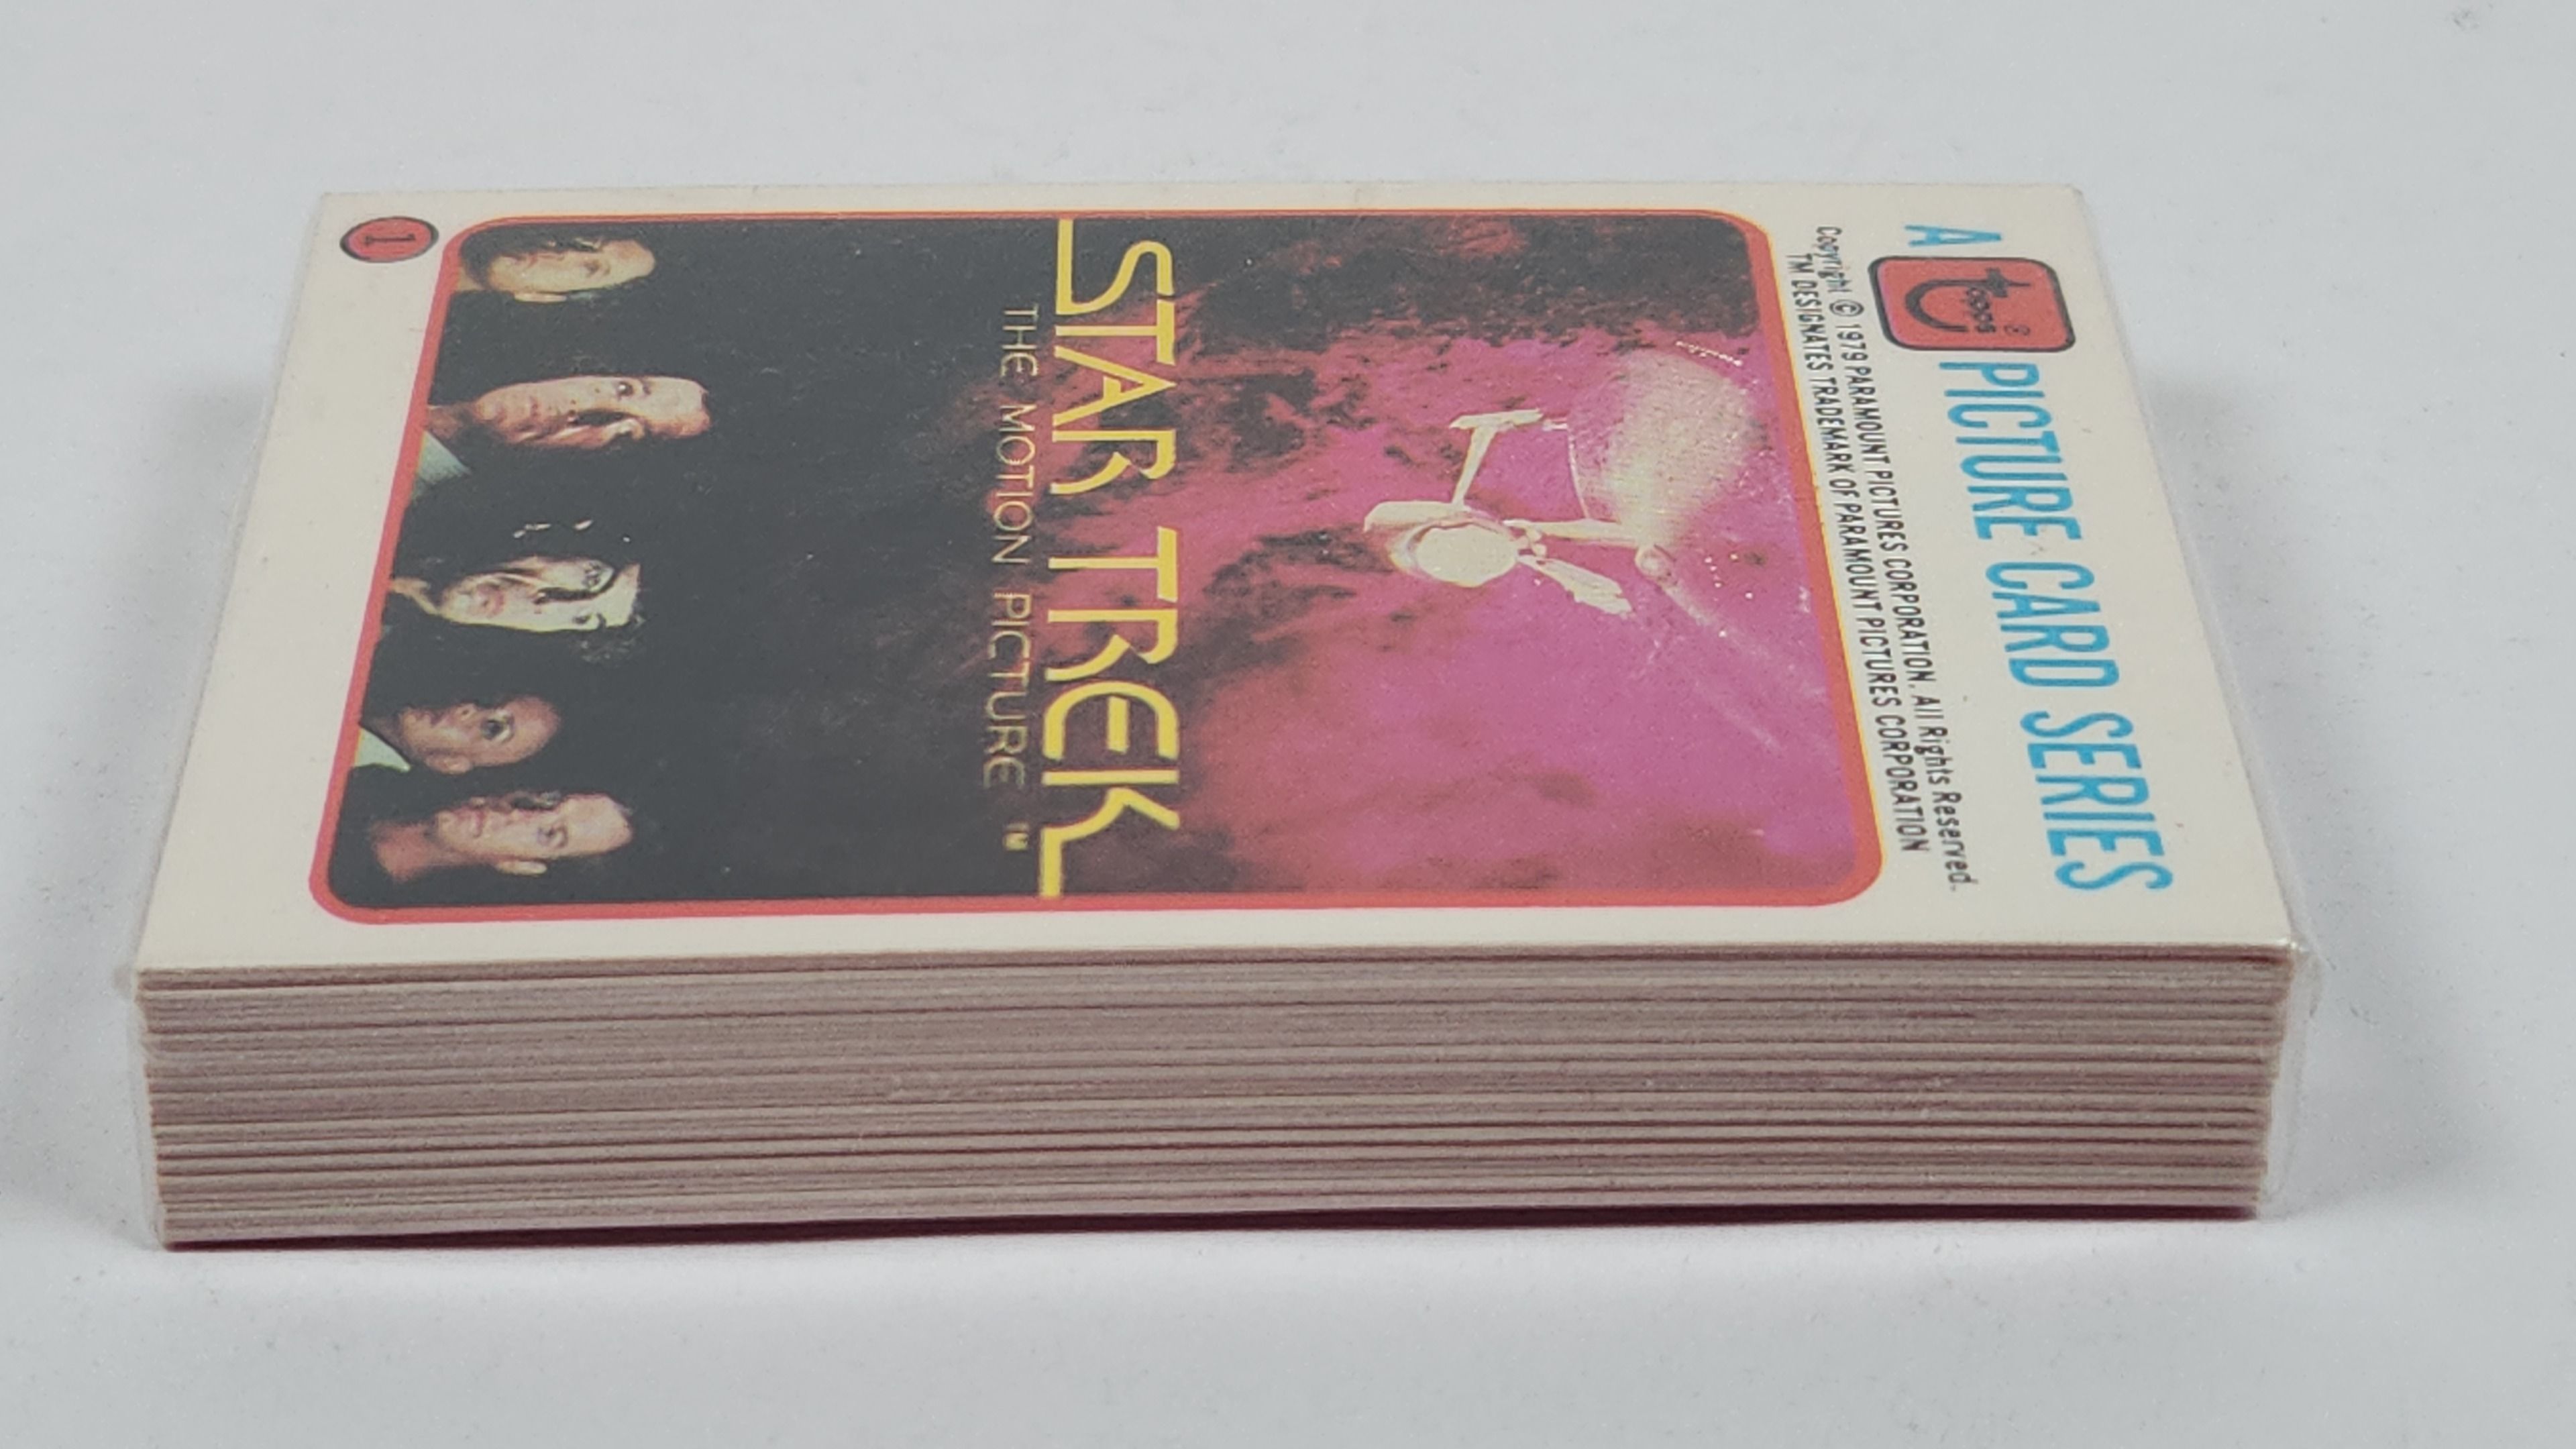 A topps® PICTURE CARD SERIES
Copyright © 1979 PARAMOUNT PICTURES CORPORATION. All Rights Reserved.
TM DESIGNATES TRADEMARK OF PARAMOUNT PICTURES CORPORATION
STAR TREK
THE MOTION PICTURE TM
1